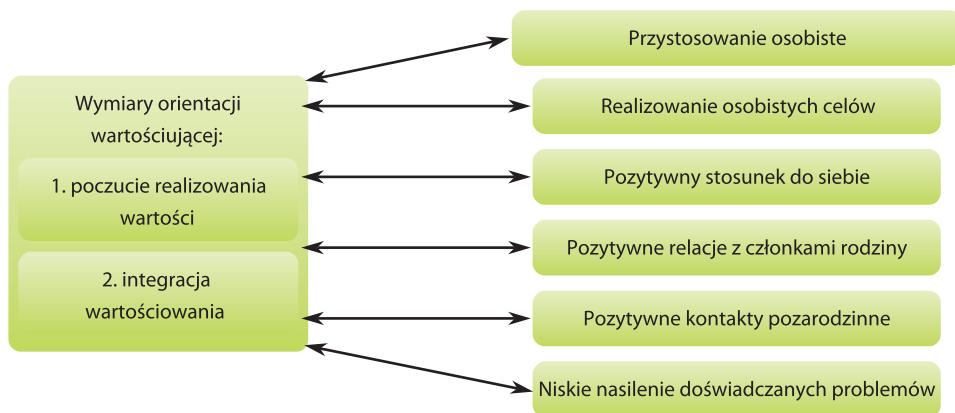 Wymiary orientacji
wartościującej:
1. poczucie realizowania
wartości
2. integracja
wartościowania
Przystosowanie osobiste
Realizowanie osobistych celów
Pozytywny stosunek do siebie
Pozytywne relacje z członkami rodziny
Pozytywne kontakty pozarodzinne
Niskie nasilenie doświadczanych problemów